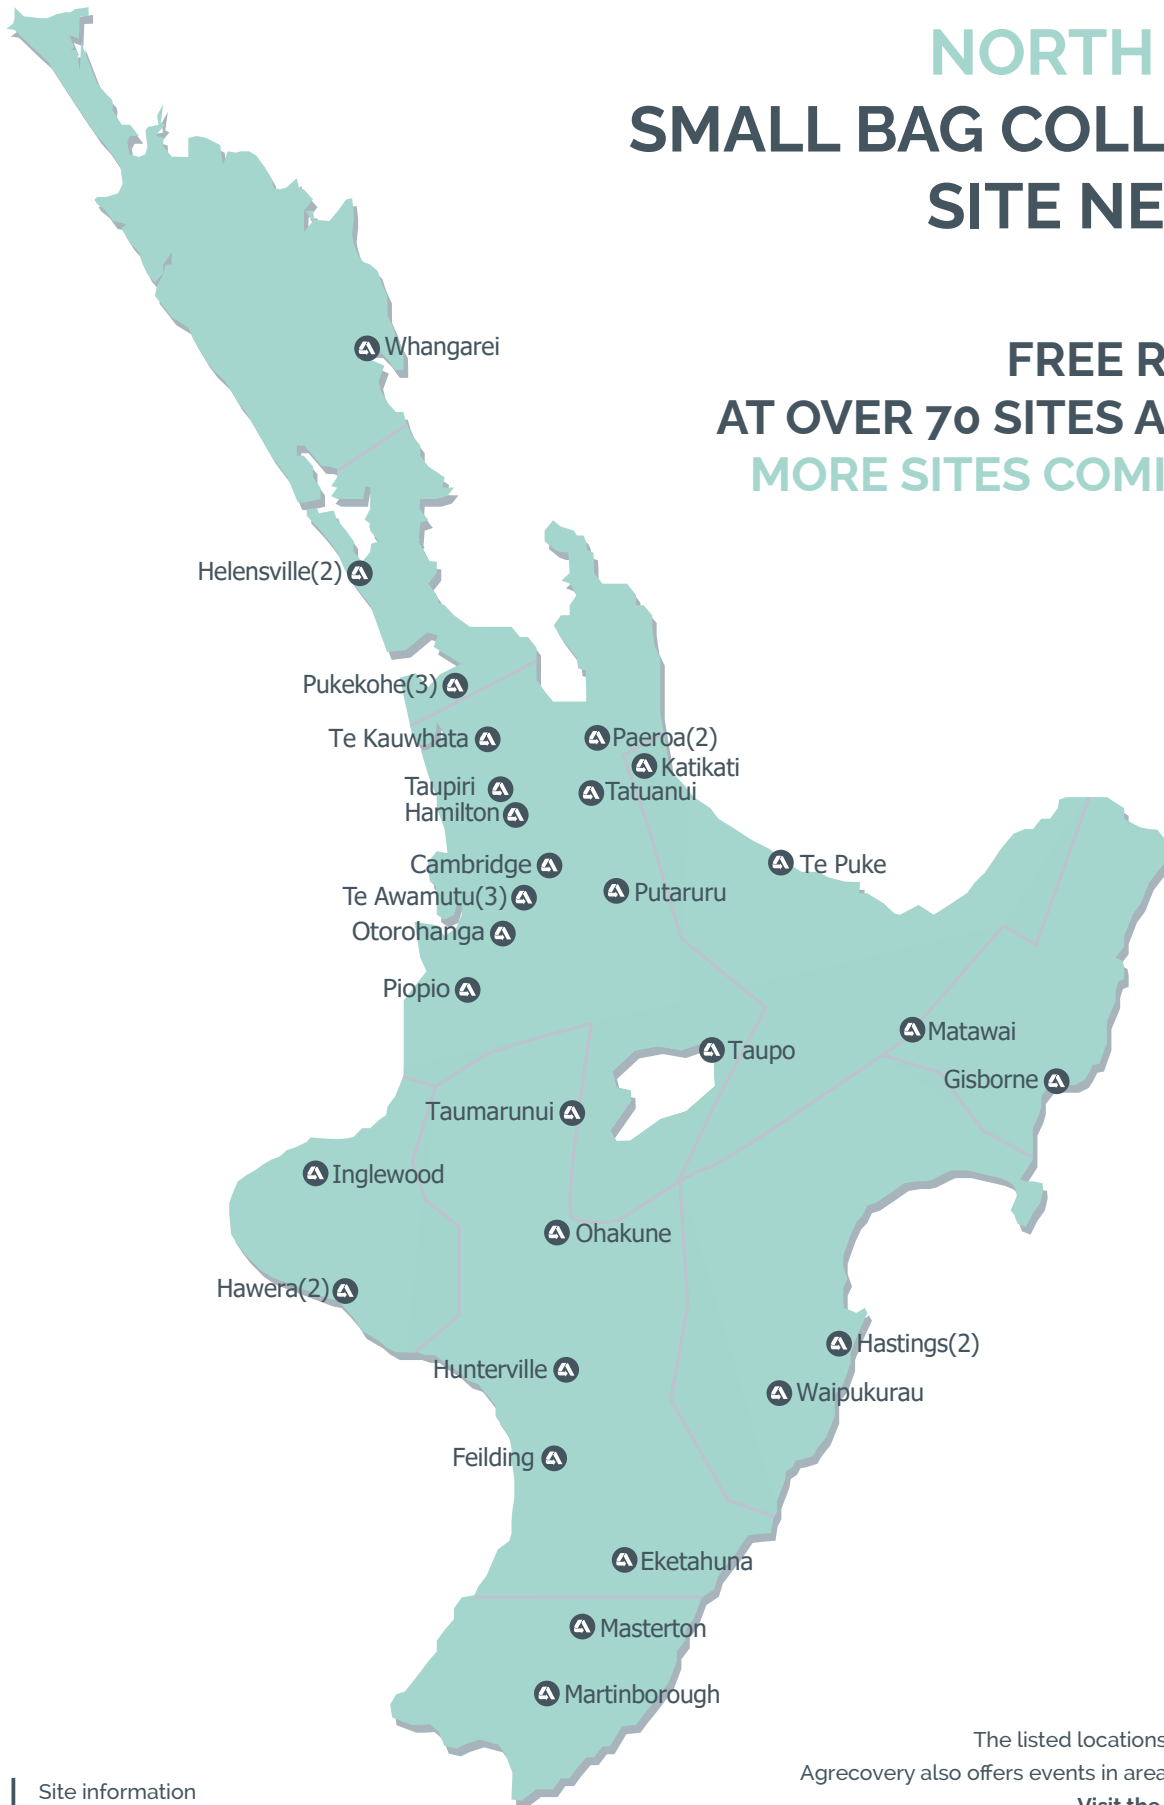 NORTH
SMALL BAG COLL
SITE NE
FREE R
AT OVER 70 SITES A
MORE SITES COMI
Whangarei
Helensville(2)
Pukekohe(3)
Te Kauwhata
Paeroa(2)
Katikati
Taupiri
Tatuanui
Hamilton
Cambridge
Te Puke
Te Awamutu(3)
Putaruru
Otorohanga
Piopio
Matawai
Taupo
Gisborne
Taumarunui
Inglewood
Ohakune
Hawera(2)
Hastings(2)
Hunterville
Waipukurau
Feilding
Eketahuna
Masterton
Martinborough
The listed locations
Agrecovery also offers events in area
Visit the
Site information